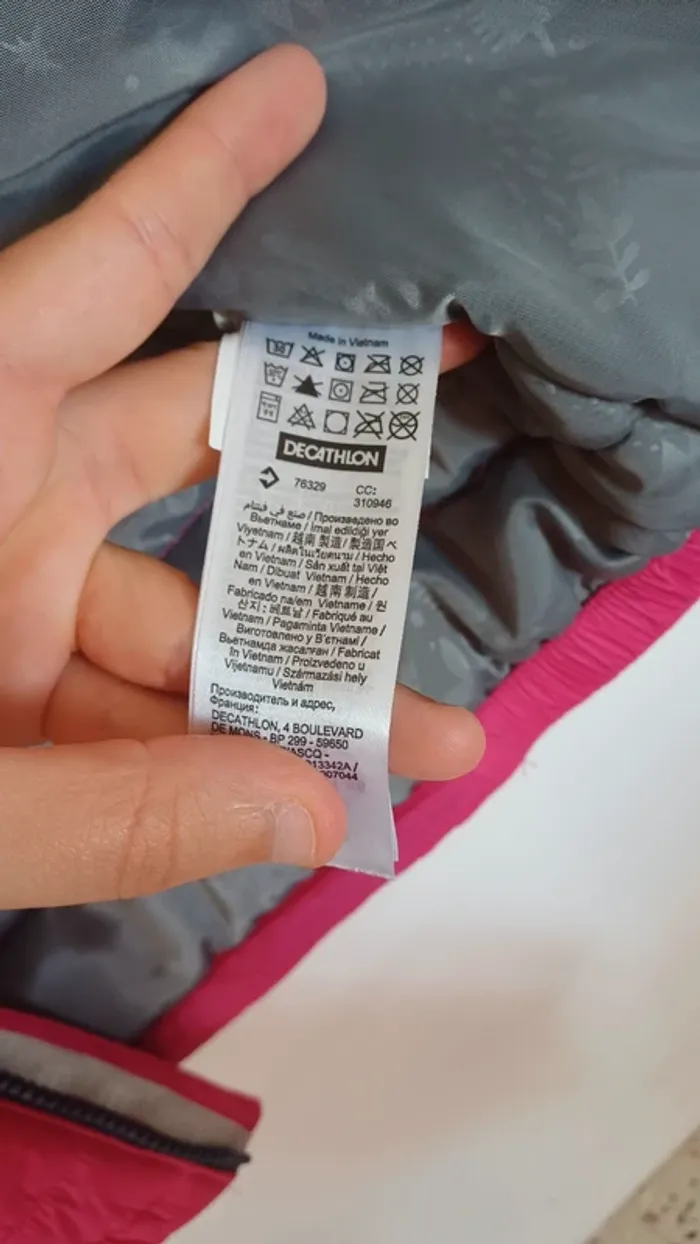 Made in Vietnam
DECATHLON
76329
CC:
310946
صنع في فيتنام / Произведено во
Вьетнаме / İmal edildiği yer
Viyetnam / 越南 製造 / 製造国 ベ
トナム / ผลิตในเวียดนาม / Hecho
en Vietnam / Sản xuất tại Việt
Nam / Dibuat Vietnam / Hecho
en Vietnam / 越南 制造 /
Fabricado na/em Vietname / 원
산지 : 베트남 / Fabriqué au
Vietnam / Pagaminta Vietname /
Виготовлено у В'єтнамі /
Вьетнамда жасалған / Fabricat
în Vietnam / Proizvedeno u
Vijetnamu / Származási hely
Vietnám
Производитель и адрес,
Франция:
DECATHLON, 4 BOULEVARD
DE MONS - BP 299 - 59650